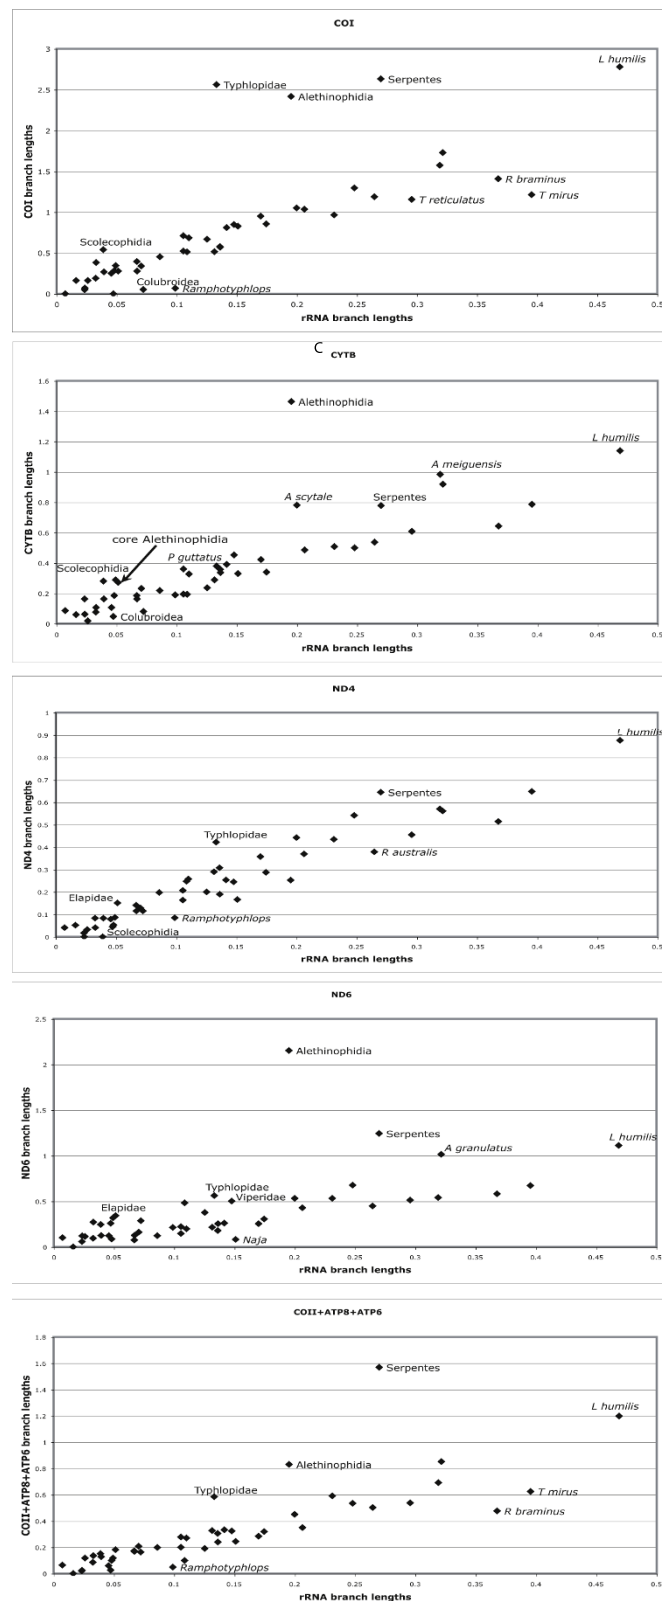 COI
3
L humilis
Serpentes
Typhlopidae
2.5
Alethinophidia
2
COI branch lengths
1.5
R braminus
T mirus
T reticulatus
1
Scolecophidia
0.5
Colubroidea
Ramphotyphlops
0
0 0.05 0.1 0.15 0.2 0.25 0.3 0.35 0.4 0.45 0.5
rRNA branch lengths
C CYTB
1.6
Alethinophidia
1.4
1.2
L humilis
A meiguensis
1
CYTB branch lengths
A scytale
Serpentes
0.8
0.6
core Alethinophidia
P guttatus
0.4
Scolecophidia
0.2
Colubroidea
0
0 0.05 0.1 0.15 0.2 0.25 0.3 0.35 0.4 0.45 0.5
rRNA branch lengths
ND4
1
L humilis
0.9
0.8
0.7
Serpentes
0.6
ND4 branch lengths
0.5
Typhlopidae
0.4
R australis
0.3
0.2
Elapidae
0.1
Ramphotyphlops
Scolecophidia
0
0 0.05 0.1 0.15 0.2 0.25 0.3 0.35 0.4 0.45 0.5
rRNA branch lengths
ND6
2.5
Alethinophidia
2
1.5
ND6 branch lengths
Serpentes
L humilis
A granulatus
1
Typhlopidae
Viperidae
0.5
Elapidae
Naja
0
0 0.05 0.1 0.15 0.2 0.25 0.3 0.35 0.4 0.45 0.5
rRNA branch lengths
COII+ATP8+ATP6
1.8
1.6
Serpentes
1.4
L humilis
1.2
1
COII+ATP8+ATP6 branch lengths
Alethinophidia
0.8
Typhlopidae
T mirus
0.6
R braminus
0.4
0.2
Ramphotyphlops
0
0 0.05 0.1 0.15 0.2 0.25 0.3 0.35 0.4 0.45 0.5
rRNA branch lengths